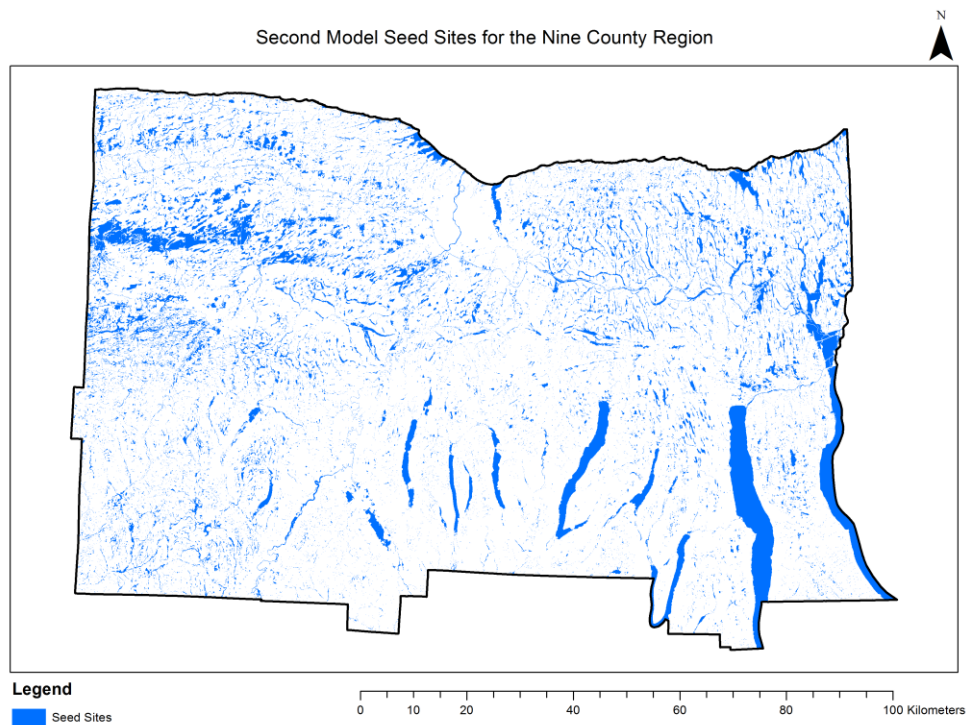 N
Second Model Seed Sites for the Nine County Region
Legend
Seed Sites
0 10 20 40 60 80 100 Kilometers